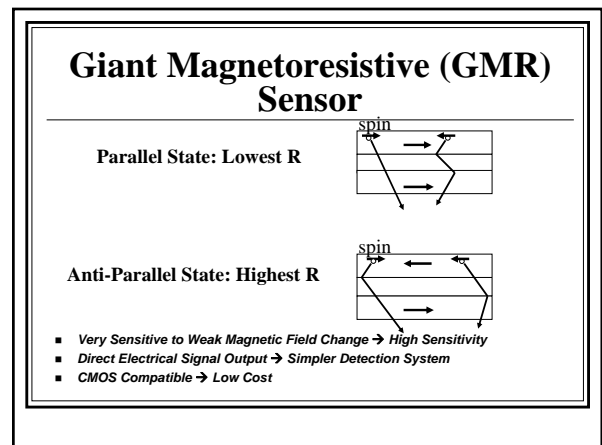 Giant Magnetoresistive (GMR)
Sensor
spin
Parallel State: Lowest R
spin
Anti-Parallel State: Highest R
■ Very Sensitive to Weak Magnetic Field Change → High Sensitivity
■ Direct Electrical Signal Output → Simpler Detection System
■ CMOS Compatible → Low Cost